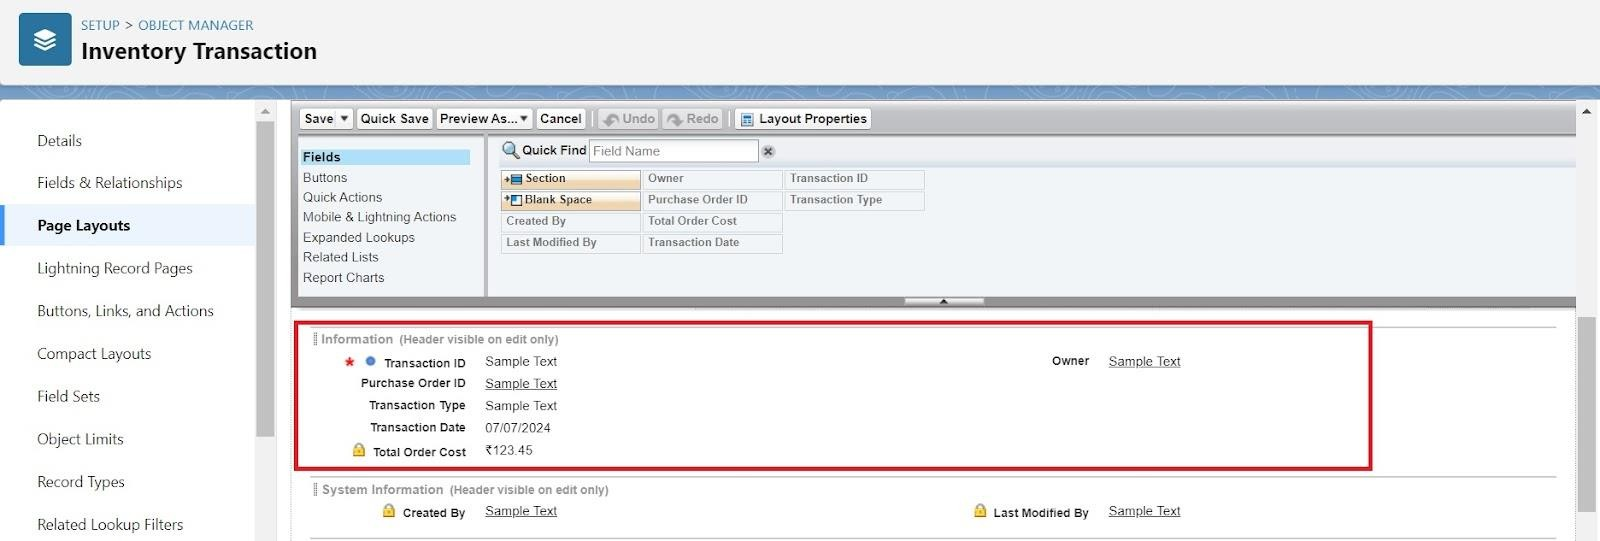 SETUP > OBJECT MANAGER
Inventory Transaction
Details
Fields & Relationships
Page Layouts
Lightning Record Pages
Buttons, Links, and Actions
Compact Layouts
Field Sets
Object Limits
Record Types
Related Lookup Filters
Save Quick Save Preview As... Cancel Undo Redo Layout Properties
Fields
Buttons
Quick Actions
Mobile & Lightning Actions
Expanded Lookups
Related Lists
Report Charts
Quick Find Field Name
Section Owner Transaction ID
Blank Space Purchase Order ID Transaction Type
Created By Total Order Cost
Last Modified By Transaction Date
Information (Header visible on edit only)
* Transaction ID Sample Text Owner Sample Text
Purchase Order ID Sample Text
Transaction Type Sample Text
Transaction Date 07/07/2024
Total Order Cost ₹123.45
System Information (Header visible on edit only)
Created By Sample Text Last Modified By Sample Text